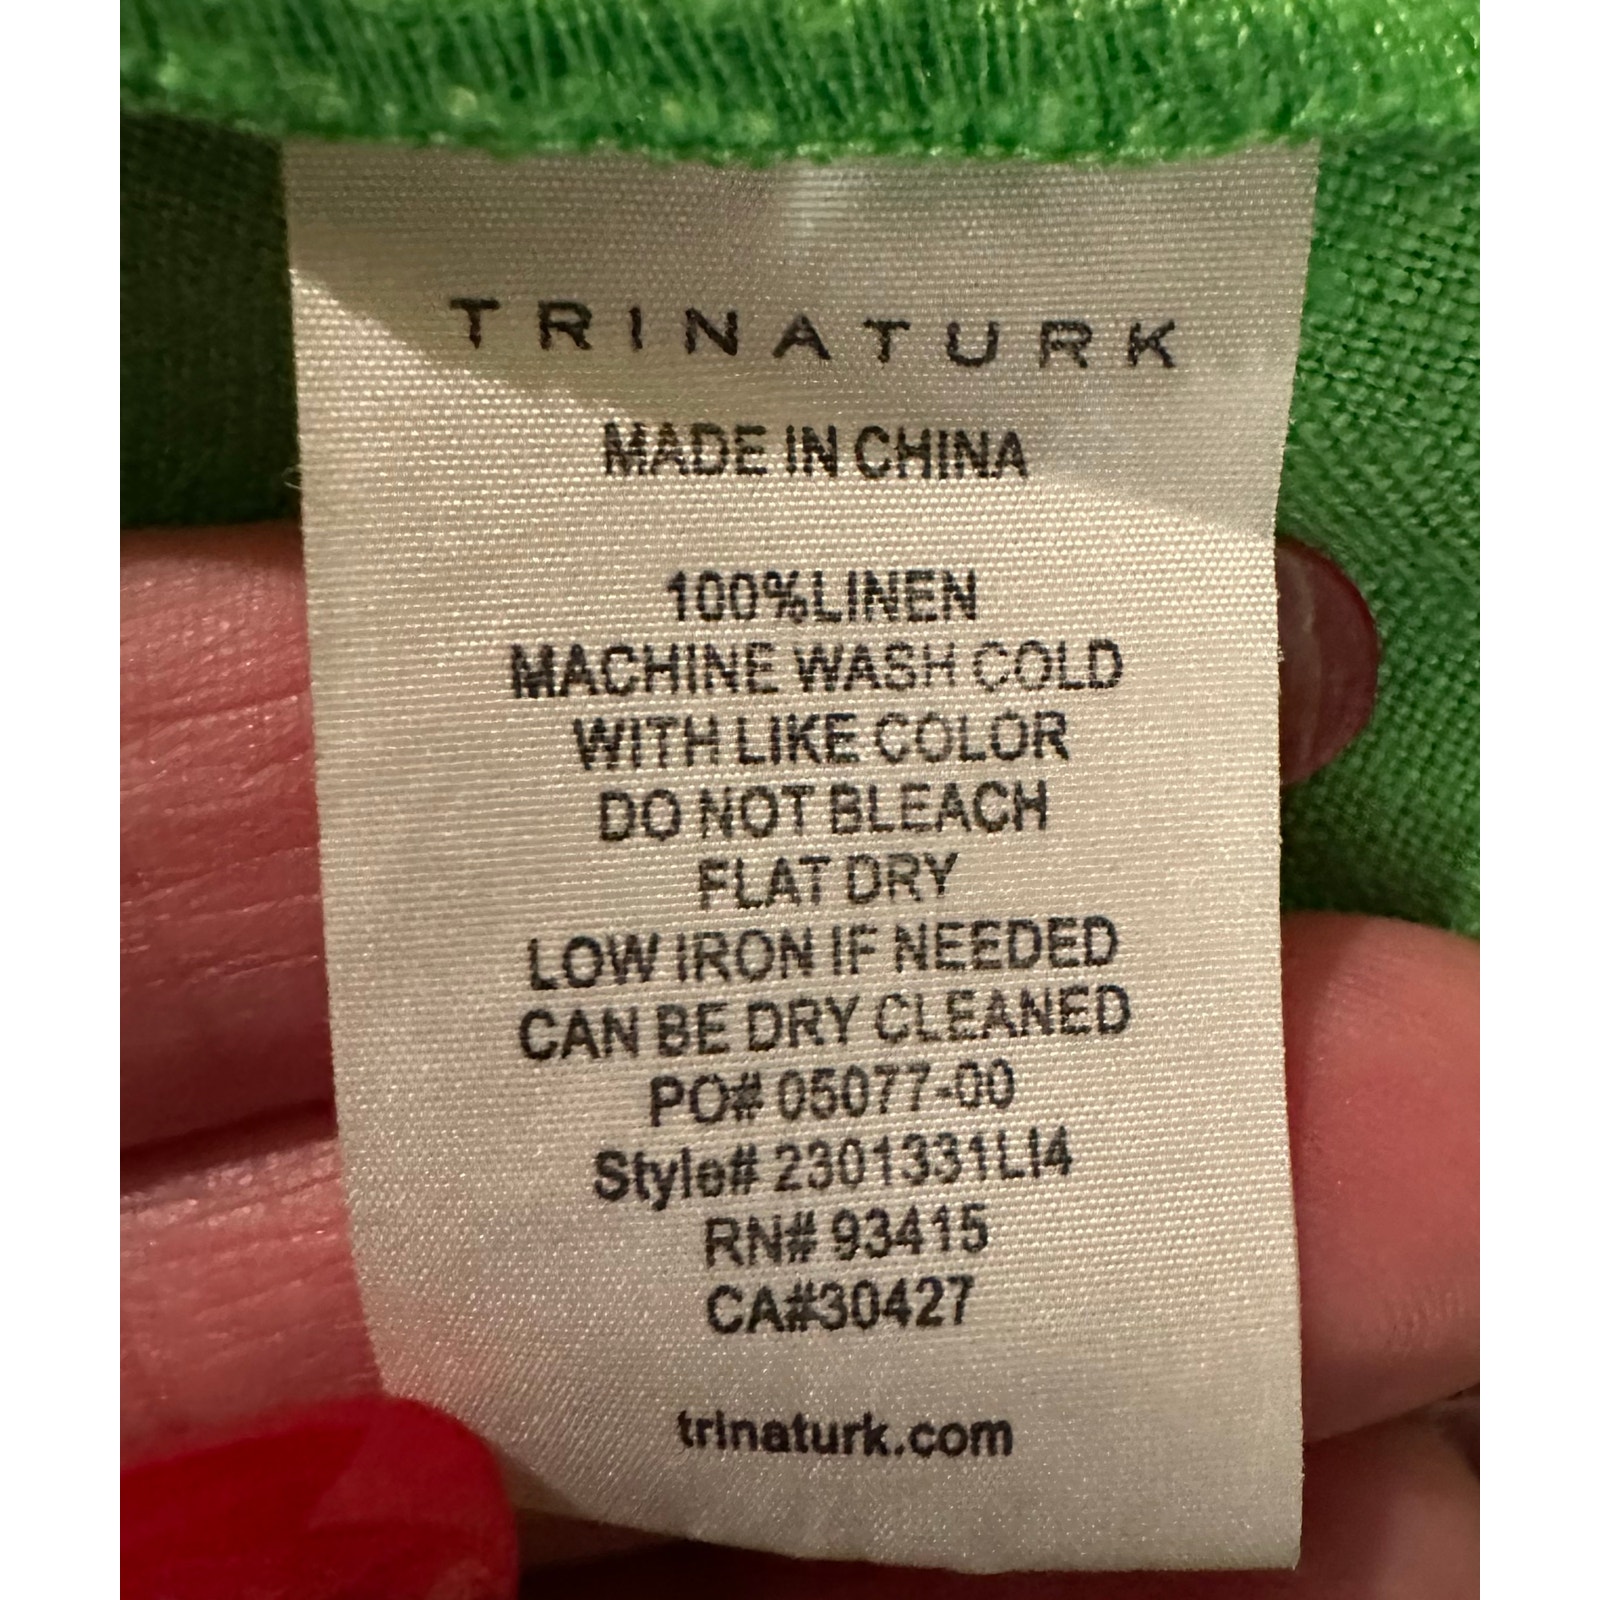 TRINA TURK
MADE IN CHINA
100%LINEN
MACHINE WASH COLD
WITH LIKE COLOR
DO NOT BLEACH
FLAT DRY
LOW IRON IF NEEDED
CAN BE DRY CLEANED
PO# 05077-00
Style# 2301331LI4
RN# 93415
CA#30427
trinaturk.com